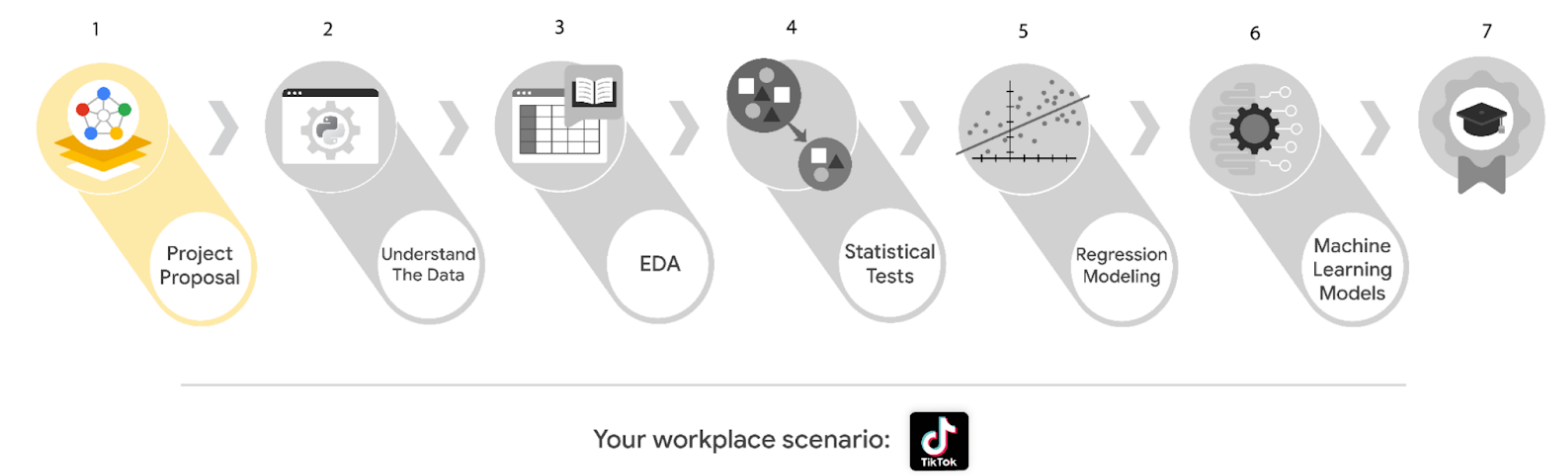 1
2
3
4
5
6
7
Project
Proposal
Understand
The Data
EDA
Statistical
Tests
Regression
Modeling
Machine
Learning
Models
Your workplace scenario:
TikTok